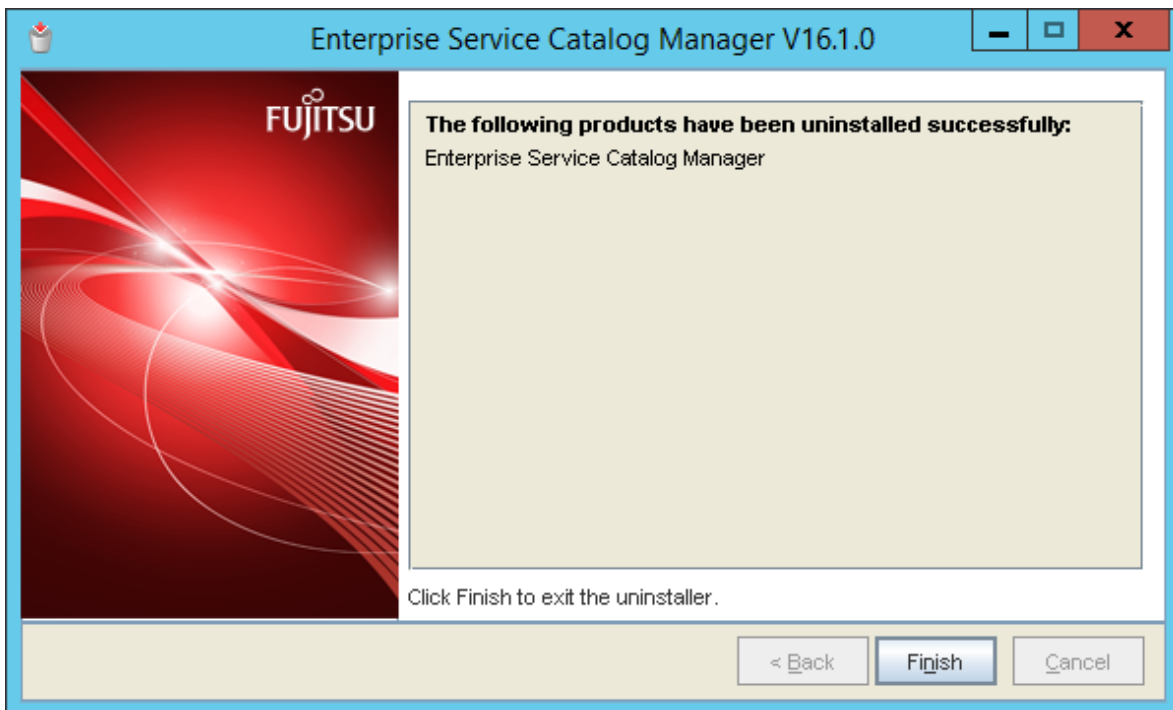 Enterprise Service Catalog Manager V16.1.0
FUJITSU
The following products have been uninstalled successfully:
Enterprise Service Catalog Manager
Click Finish to exit the uninstaller.
< Back
Finish
Cancel